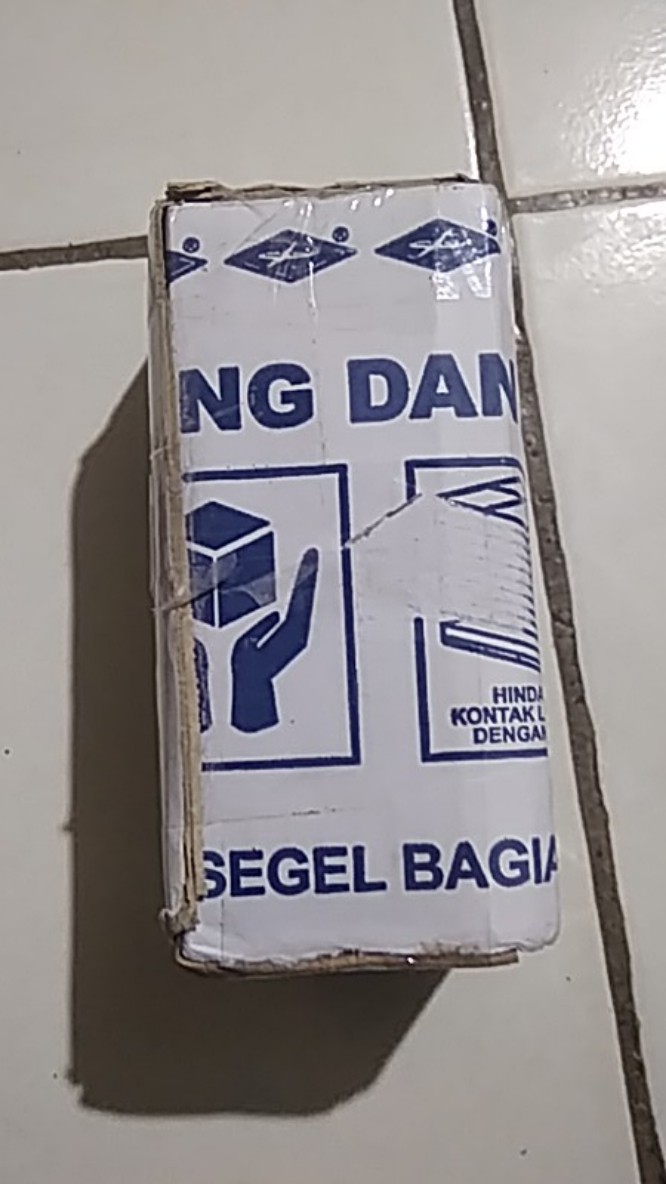 NG DAN
HINDA
KONTAK L
DENGAN
SEGEL BAGIA